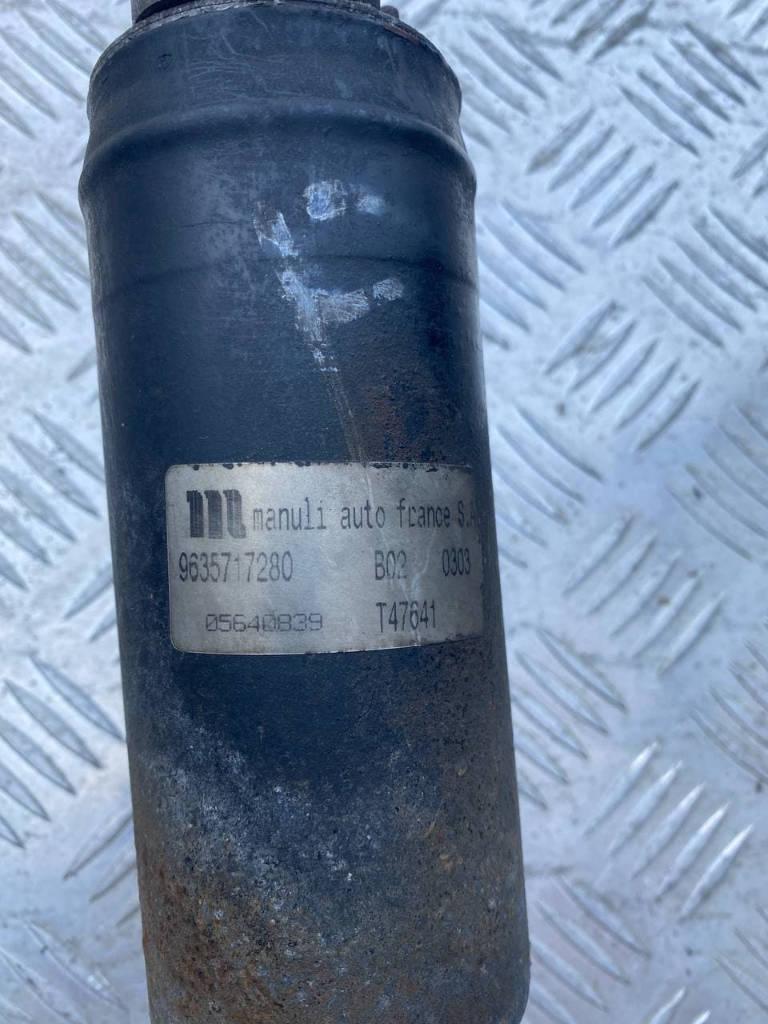 m manuli auto france S.A
9635717280 B02 0303
05640839 T47641